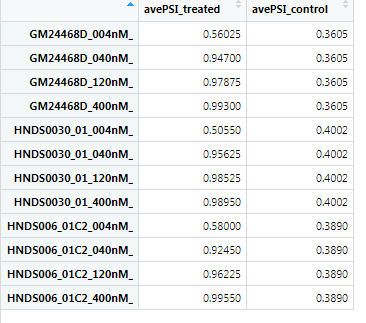 avePSI_treated avePSI_control
GM24468D_004nM_ 0.56025 0.3605
GM24468D_040nM_ 0.94700 0.3605
GM24468D_120nM_ 0.97875 0.3605
GM24468D_400nM_ 0.99300 0.3605
HNDS0030_01_004nM_ 0.50550 0.4002
HNDS0030_01_040nM_ 0.95625 0.4002
HNDS0030_01_120nM_ 0.98525 0.4002
HNDS0030_01_400nM_ 0.98950 0.4002
HNDS006_01C2_004nM_ 0.58000 0.3890
HNDS006_01C2_040nM_ 0.92450 0.3890
HNDS006_01C2_120nM_ 0.96225 0.3890
HNDS006_01C2_400nM_ 0.99550 0.3890